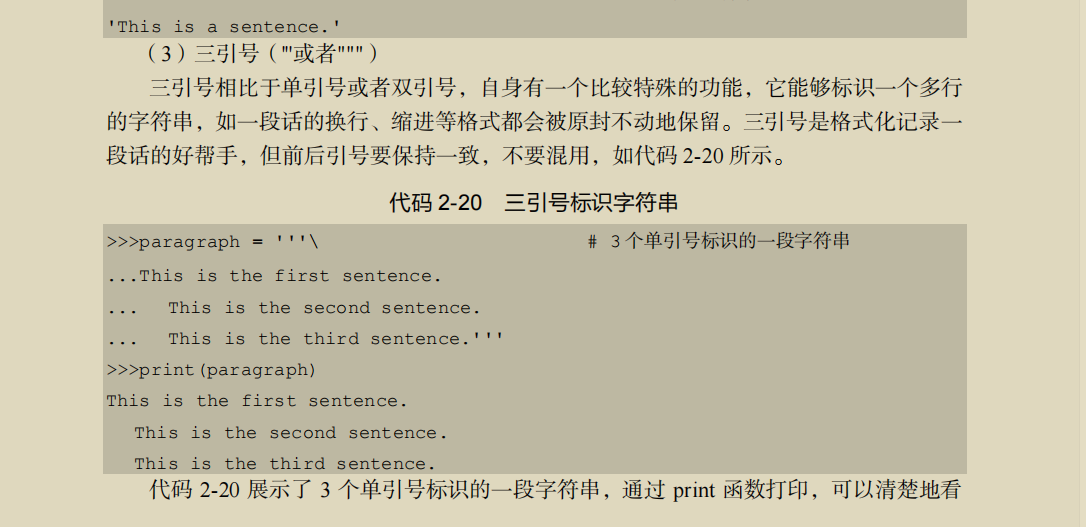 'This is a sentence.'
（3）三引号（'''或者"""）
三引号相比于单引号或者双引号，自身有一个比较特殊的功能，它能够标识一个多行
的字符串，如一段话的换行、缩进等格式都会被原封不动地保留。三引号是格式化记录一
段话的好帮手，但前后引号要保持一致，不要混用，如代码 2-20 所示。
代码 2-20　三引号标识字符串
>>>paragraph = '''\ # 3 个单引号标识的一段字符串
...This is the first sentence.
...  This is the second sentence.
...  This is the third sentence.'''
>>>print(paragraph)
This is the first sentence.
  This is the second sentence.
  This is the third sentence.
代码 2-20 展示了 3 个单引号标识的一段字符串，通过 print 函数打印，可以清楚地看